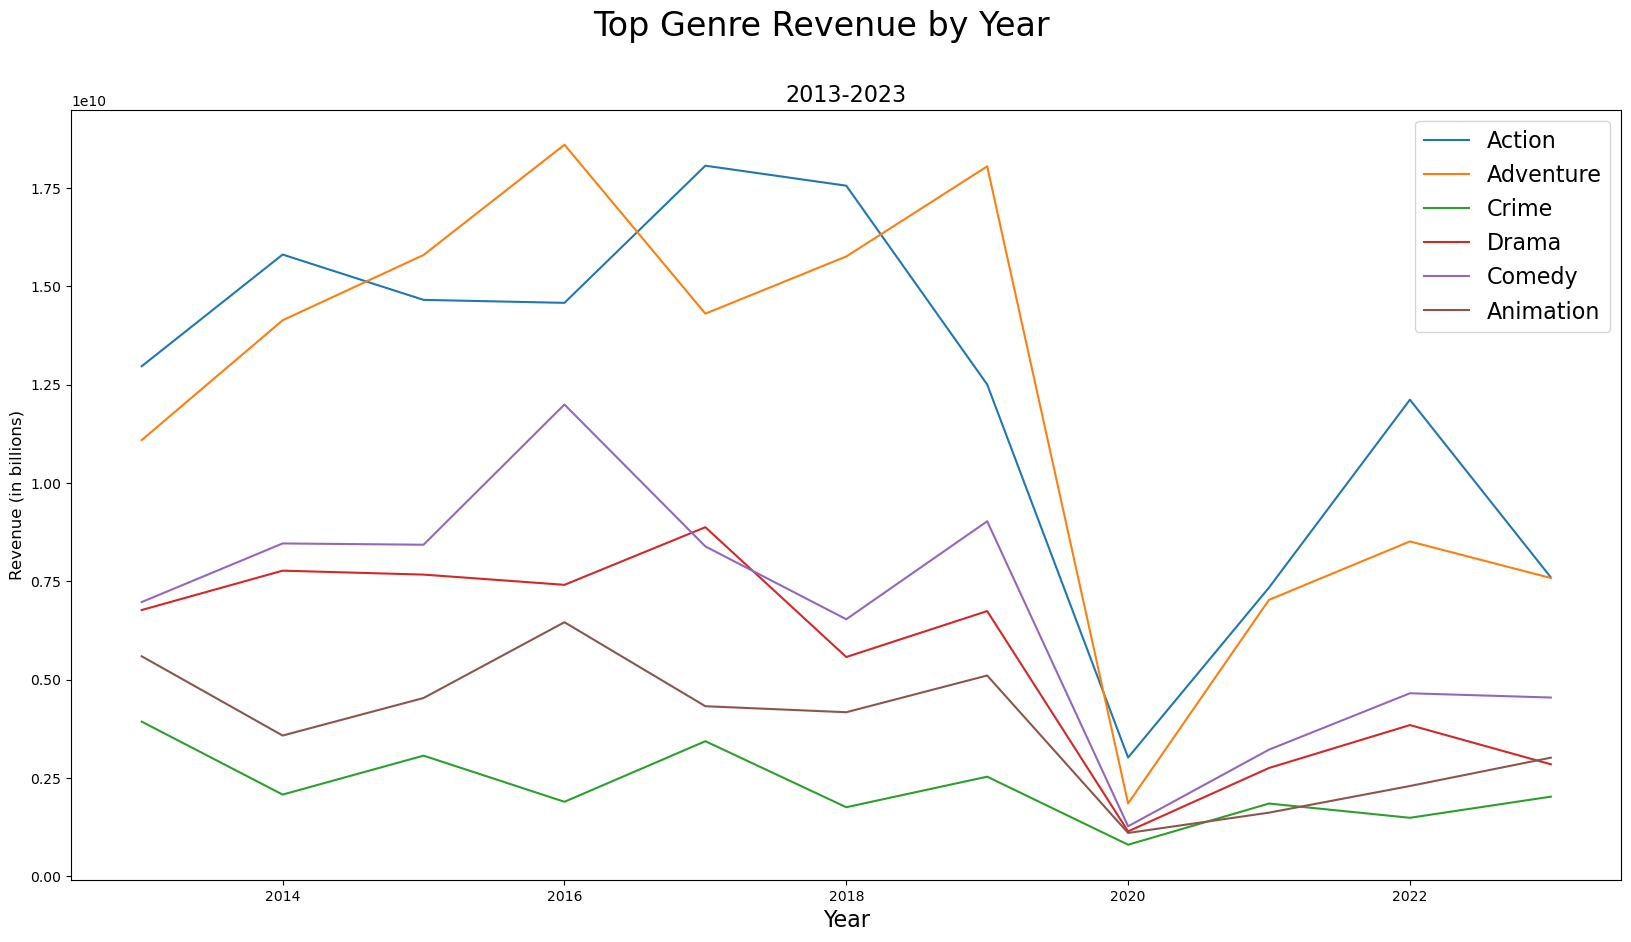 Top Genre Revenue by Year
2013-2023
1e10
Action
Adventure
Crime
Drama
Comedy
Animation
1.75
1.50
1.25
1.00
0.75
0.50
0.25
0.00
Revenue (in billions)
2014 2016 2018 2020 2022
Year